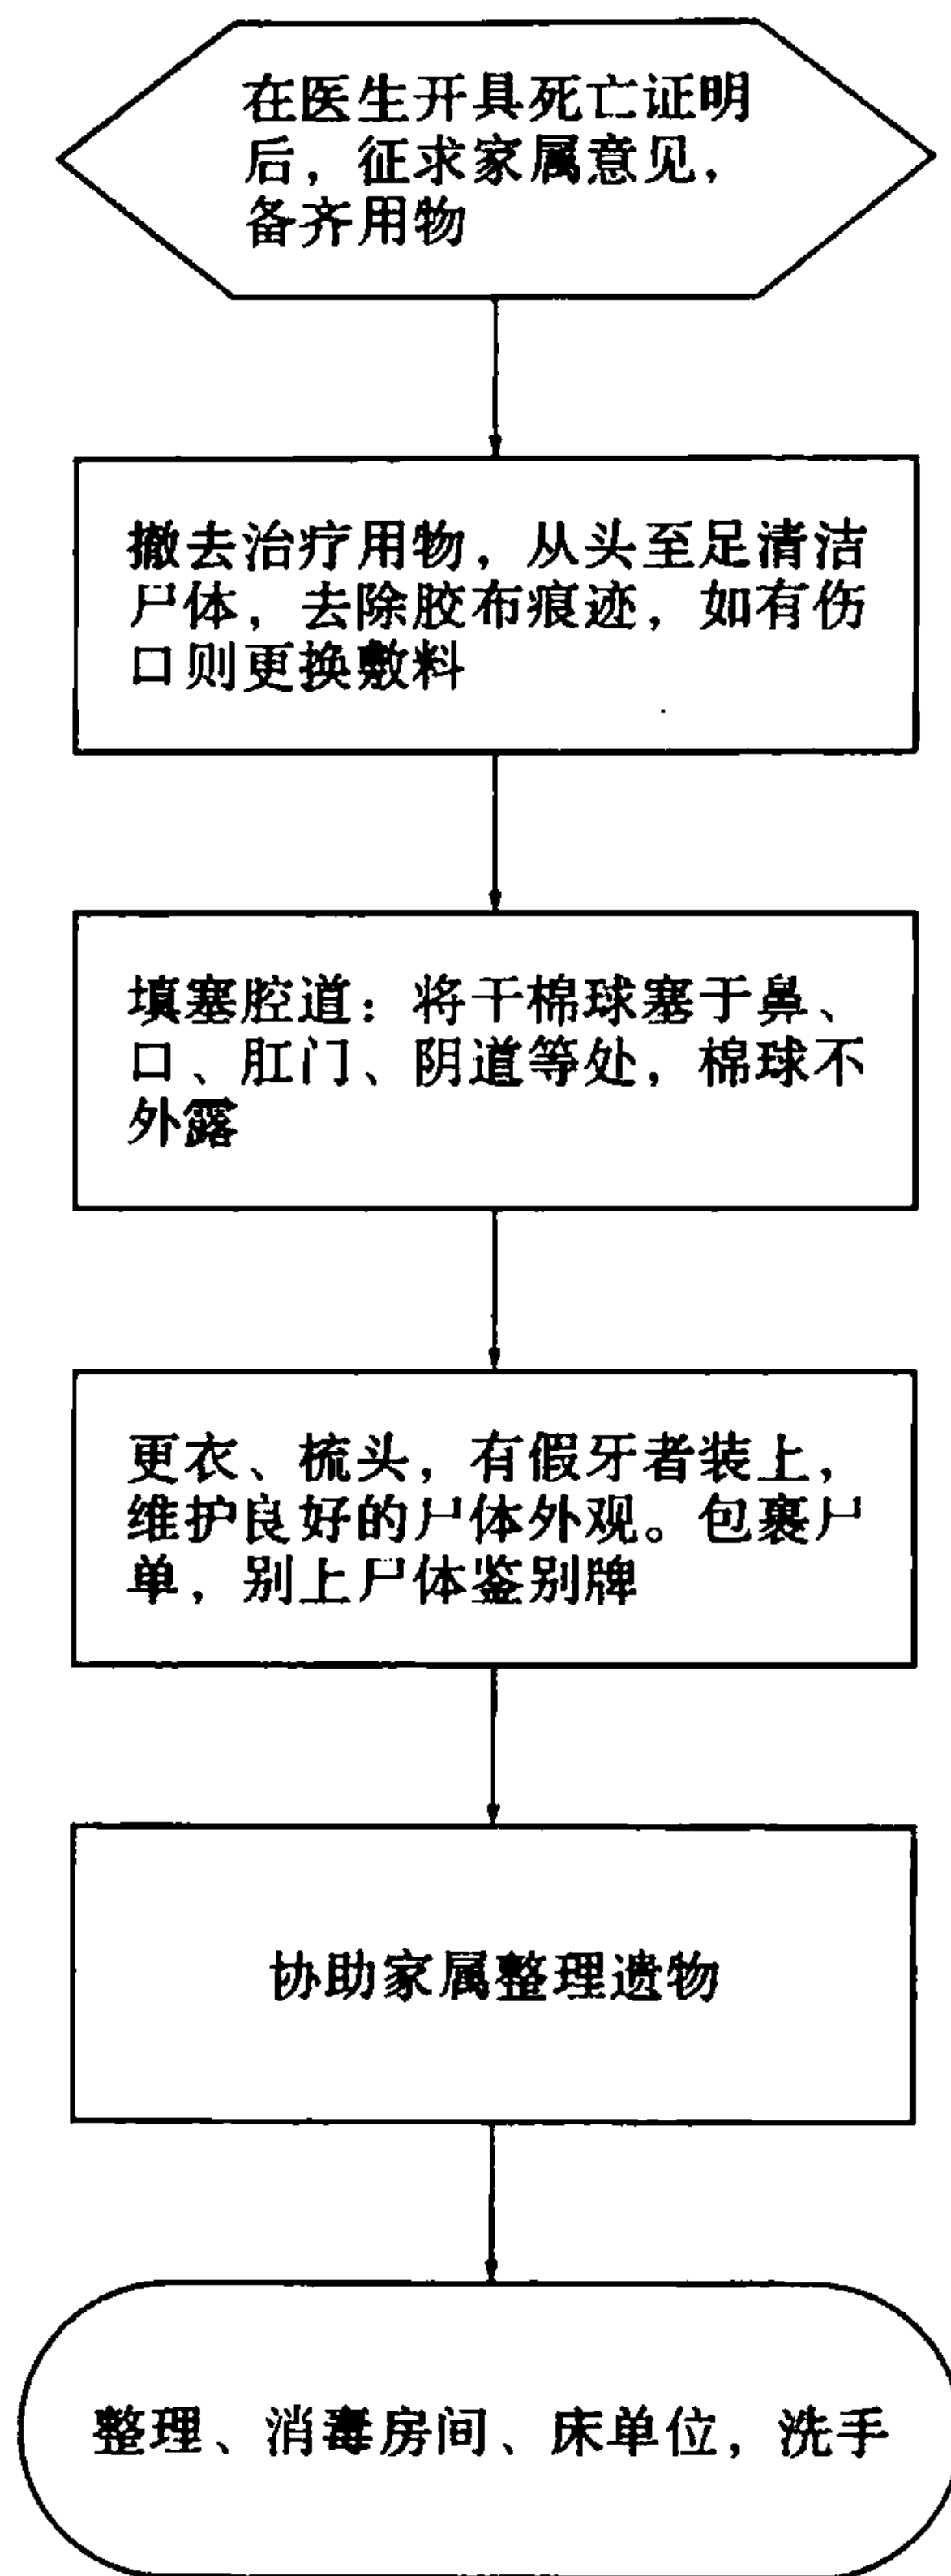 在医生开具死亡证明
后，征求家属意见，
备齐用物
撤去治疗用物，从头至足清洁
尸体，去除胶布痕迹，如有伤
口则更换敷料
填塞腔道：将干棉球塞于鼻、
口、肛门、阴道等处，棉球不
外露
更衣、梳头，有假牙者装上，
维护良好的尸体外观。包裹尸
单，别上尸体鉴别牌
协助家属整理遗物
整理、消毒房间、床单位，洗手